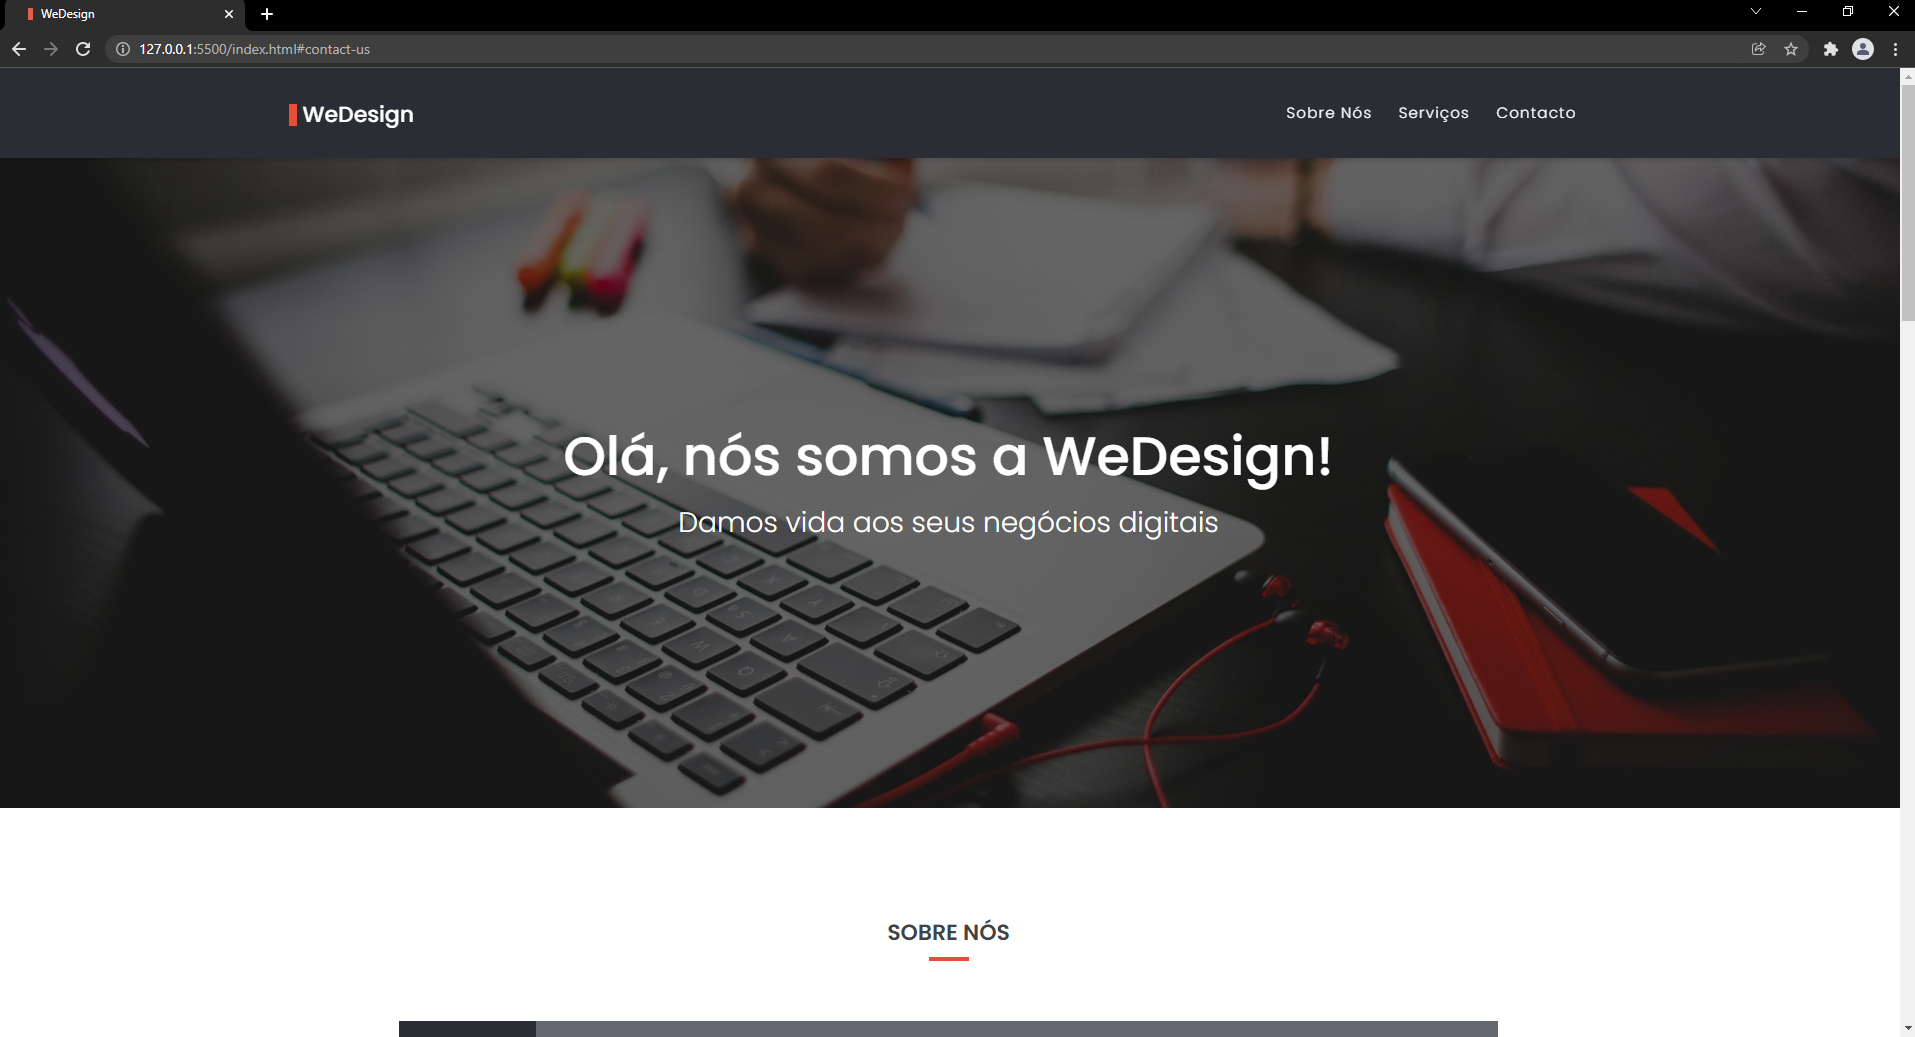 WeDesign
127.0.0.1:5500/index.html#contact-us
WeDesign
Sobre Nós Serviços Contacto
Olá, nós somos a WeDesign!
Damos vida aos seus negócios digitais
SOBRE NÓS